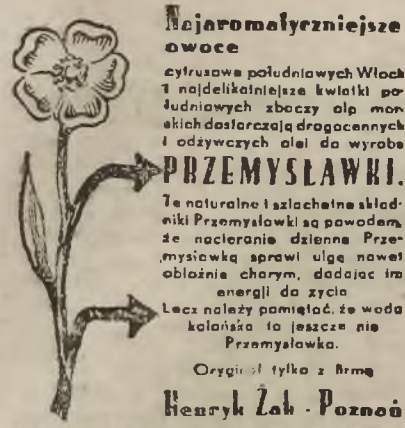 Najaromatyczniejsze
owoce
cytrusowe południowych Włoch
i najdelikatniejsze kwiatki po-
łudniowych zboczy alp mor-
skich dostarczają drogocennych
i odżywczych olei do wyrobu
PRZEMYSŁAWKI.
Te naturalne i szlachetne skład-
niki Przemysławki są powodem,
że nacieranie dzienne Prze-
mysławką sprawi ulgę nawet
obłożnie chorym, dodając im
energji do życia
Lecz należy pamiętać, że woda
kolońska to jeszcze nie
Przemysławka.
Oryginał tylko z firmą
Henryk Żak - Poznań